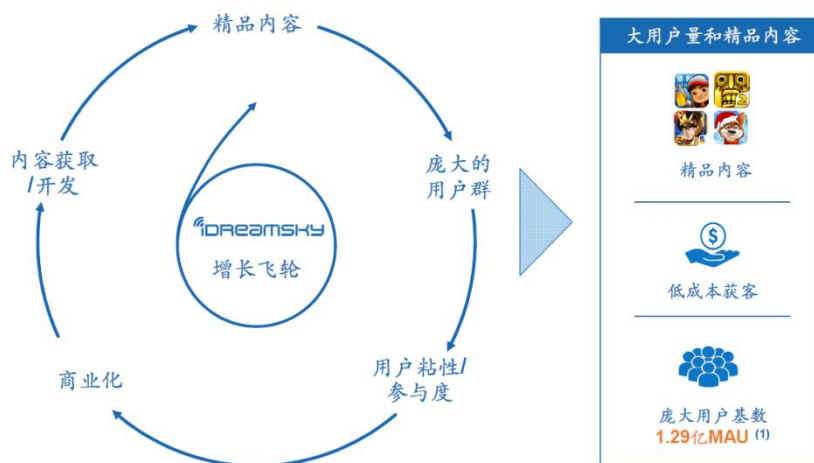 精品内容
庞大的
用户群
用户粘性/
参与度
商业化
内容获取
/开发
iDREAMSKY
增长飞轮
大用户量和精品内容
2
精品内容
$
低成本获客
庞大用户基数
1.29亿MAU (1)